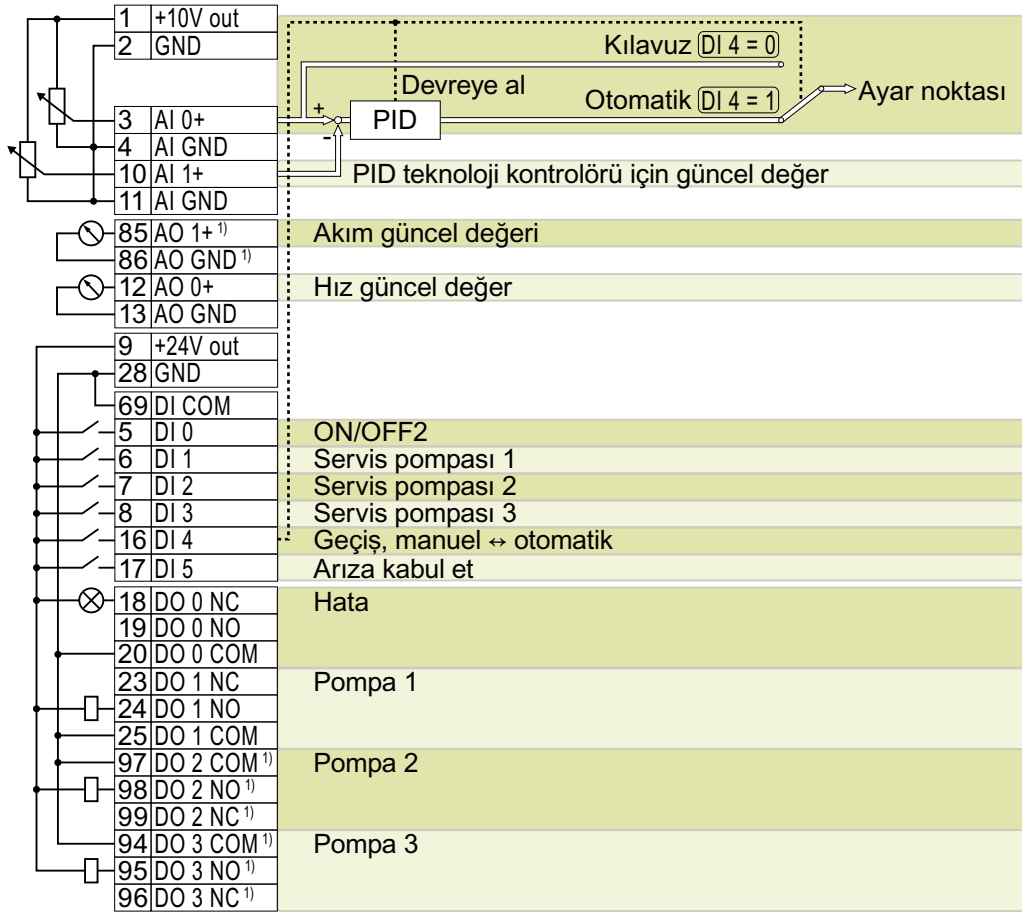 1 +10V out
2 GND
Kılavuz DI 4 = 0
Devreye al
Otomatik DI 4 = 1
Ayar noktası
3 AI 0+
+
PID
-
4 AI GND
10 AI 1+ PID teknoloji kontrolörü için güncel değer
11 AI GND
85 AO 1+ 1) Akım güncel değeri
86 AO GND 1)
12 AO 0+ Hız güncel değer
13 AO GND
9 +24V out
28 GND
69 DI COM
5 DI 0 ON/OFF2
6 DI 1 Servis pompası 1
7 DI 2 Servis pompası 2
8 DI 3 Servis pompası 3
16 DI 4 Geçiş, manuel ↔ otomatik
17 DI 5 Arıza kabul et
18 DO 0 NC Hata
19 DO 0 NO
20 DO 0 COM
23 DO 1 NC Pompa 1
24 DO 1 NO
25 DO 1 COM
97 DO 2 COM 1) Pompa 2
98 DO 2 NO 1)
99 DO 2 NC 1)
94 DO 3 COM 1) Pompa 3
95 DO 3 NO 1)
96 DO 3 NC 1)